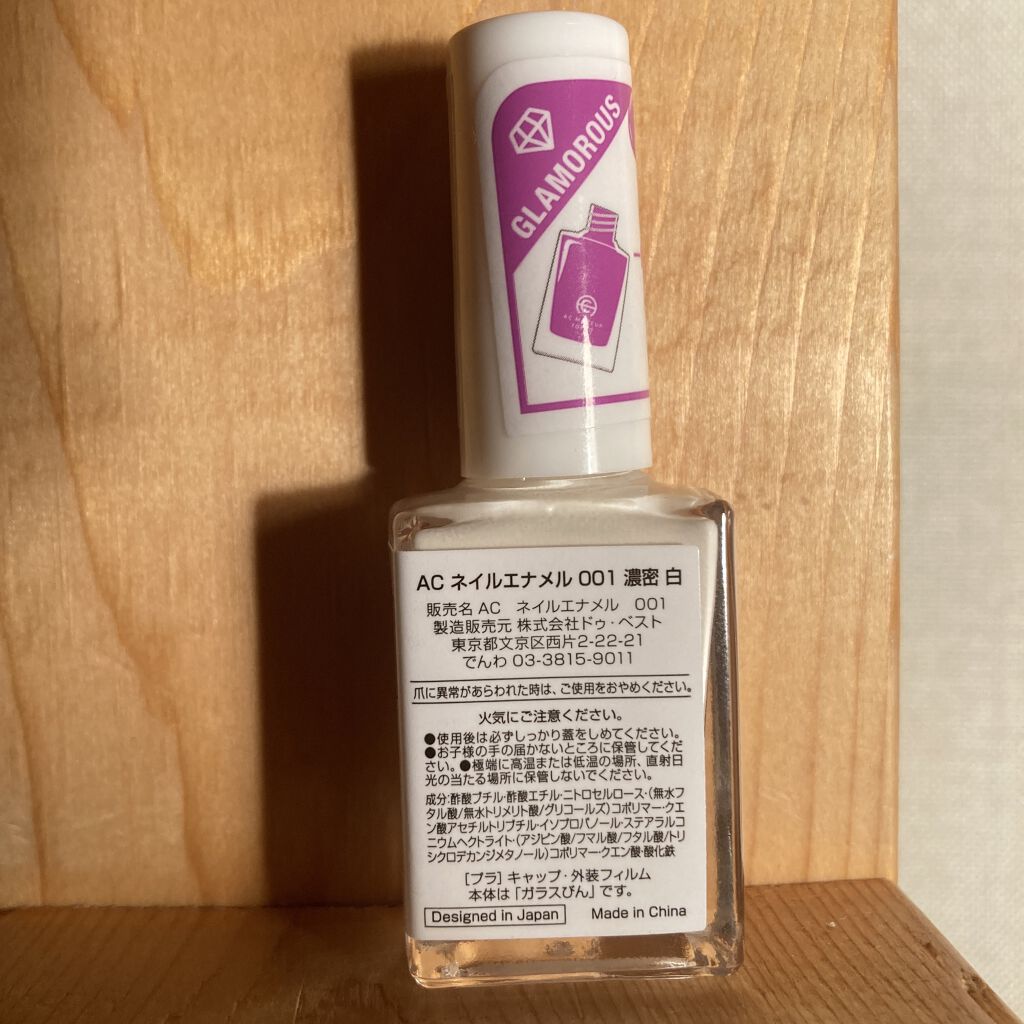 GLAMOROUS
AC MAKEUP
TOKYO
AC ネイルエナメル 001 濃密 白
販売名 AC ネイルエナメル 001
製造販売元 株式会社ドゥ・ベスト
東京都文京区西片2-22-21
でんわ 03-3815-9011
爪に異常があらわれた時は、ご使用をおやめください。
火気にご注意ください。
●使用後は必ずしっかり蓋をしめてください。
●お子様の手の届かないところに保管してくだ
さい。●極端に高温または低温の場所、直射日
光の当たる場所に保管しないでください。
成分:酢酸ブチル・酢酸エチル・ニトロセルロース・(無水フ
タル酸/無水トリメリト酸/グリコールズ)コポリマー・クエ
ン酸アセチルトリブチル・イソプロパノール・ステアラルコ
ニウムヘクトライト・(アジピン酸/フマル酸/フタル酸/トリ
シクロデカンジメタノール)コポリマー・クエン酸・酸化鉄
[プラ] キャップ・外装フィルム
本体は「ガラスびん」です。
Designed in Japan Made in China